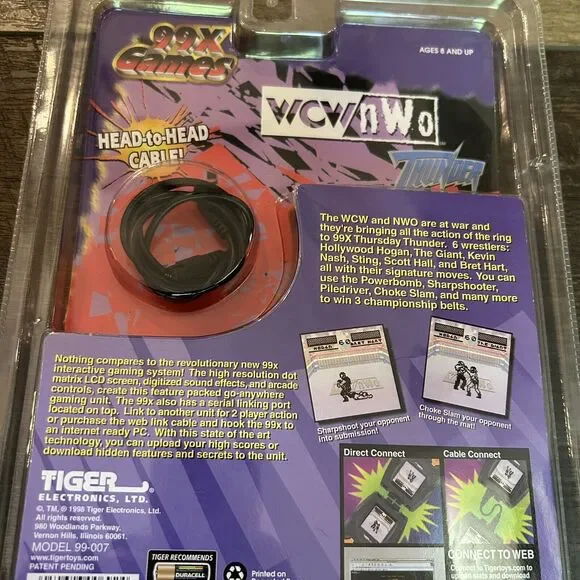 99X
Games
AGES 8 AND UP
WCW/nWo
HEAD-to-HEAD
CABLE!
THUNDER
The WCW and NWO are at war and
they're bringing all the action of the ring
to 99X Thursday Thunder. 6 wrestlers:
Hollywood Hogan, The Giant, Kevin
Nash, Sting, Scott Hall, and Bret Hart,
all with their signature moves. You can
use the Powerbomb, Sharpshooter,
Piledriver, Choke Slam, and many more
to win 3 championship belts.
Nothing compares to the revolutionary new 99x
interactive gaming system! The high resolution dot
matrix LCD screen, digitized sound effects, and arcade
controls, create this feature packed go-anywhere
gaming unit. The 99x also has a serial linking port
located on top. Link to another unit for 2 player action
or purchase the web link cable and hook the 99x to
an internet ready PC. With this state of the art
technology, you can upload your high scores or
download hidden features and secrets to the unit.
Sharpshoot your opponent
into submission!
Choke Slam your opponent
through the mat!
Direct Connect
Cable Connect
WCW
TIGER
ELECTRONICS, LTD.
©, TM, ® 1998 Tiger Electronics, Ltd.
All rights reserved.
980 Woodlands Parkway.
Vernon Hills, Illinois 60061.
MODEL 99-007
www.tigertoys.com
PATENT PENDING
TIGER RECOMMENDS
DURACELL
Printed on
CONNECT TO WEB
Connect to Tigertoys.com to
update scores and download